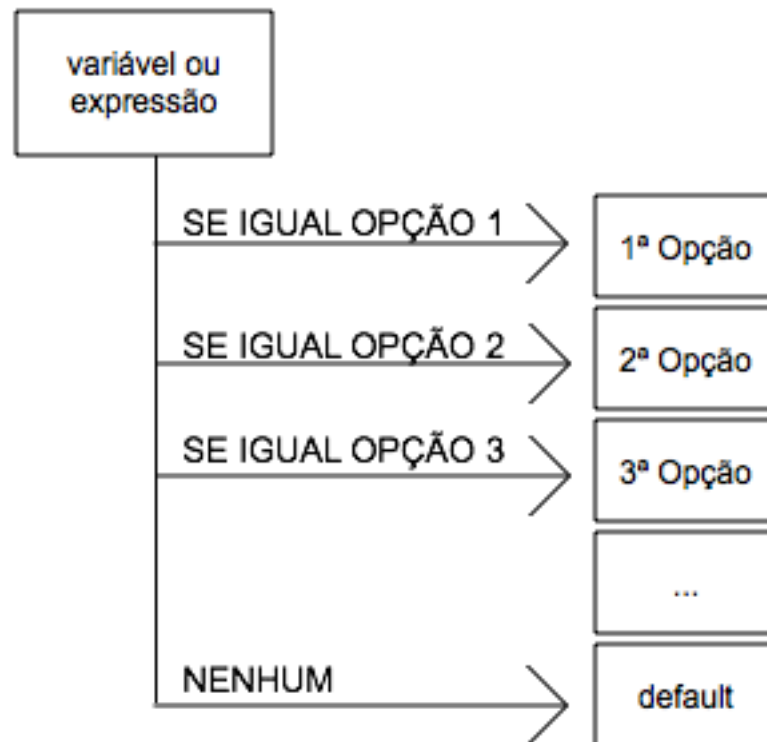 variável ou
expressão
SE IGUAL OPÇÃO 1
1ª Opção
SE IGUAL OPÇÃO 2
2ª Opção
SE IGUAL OPÇÃO 3
3ª Opção
...
NENHUM
default